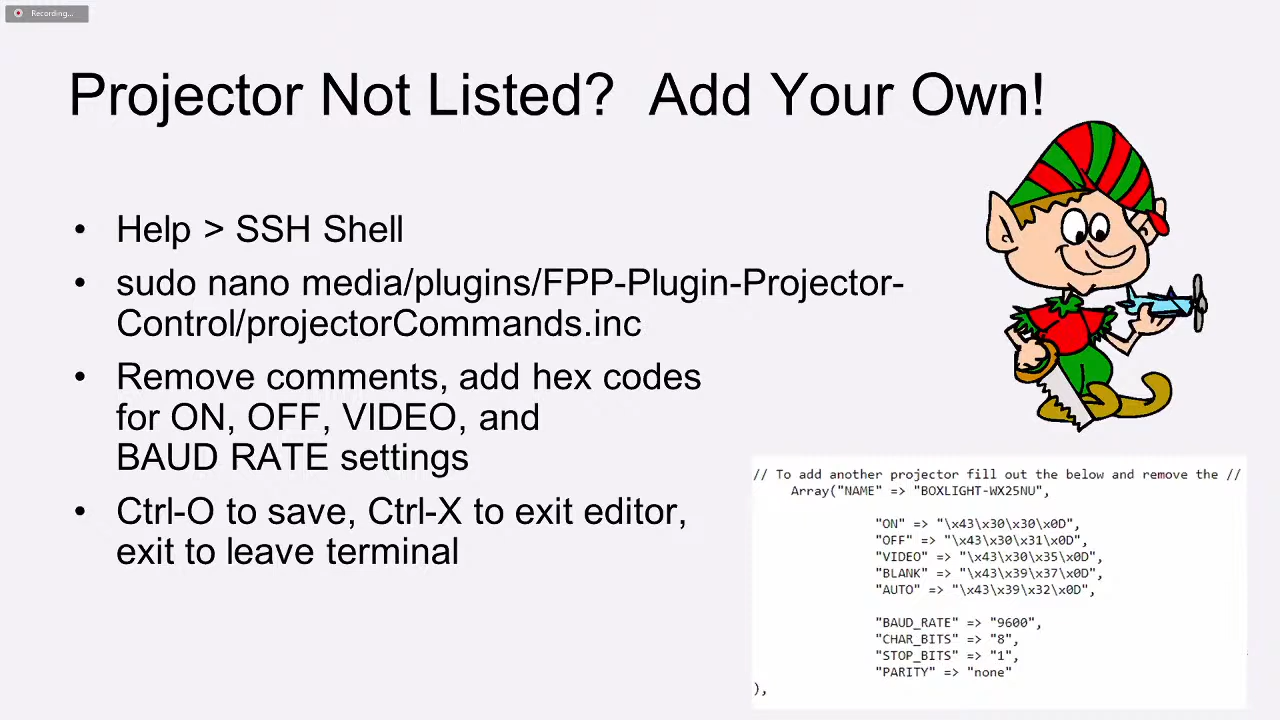 Recording...
Projector Not Listed?  Add Your Own!
• Help > SSH Shell
• sudo nano media/plugins/FPP-Plugin-Projector-
Control/projectorCommands.inc
• Remove comments, add hex codes
for ON, OFF, VIDEO, and
BAUD RATE settings
• Ctrl-O to save, Ctrl-X to exit editor,
exit to leave terminal
// To add another projector fill out the below and remove the //
Array("NAME" => "BOXLIGHT-WX25NU",
"ON" => "\x43\x30\x30\x0D",
"OFF" => "\x43\x30\x31\x0D",
"VIDEO" => "\x43\x30\x35\x0D",
"BLANK" => "\x43\x39\x37\x0D",
"AUTO" => "\x43\x39\x32\x0D",
"BAUD_RATE" => "9600",
"CHAR_BITS" => "8",
"STOP_BITS" => "1",
"PARITY" => "none"
),